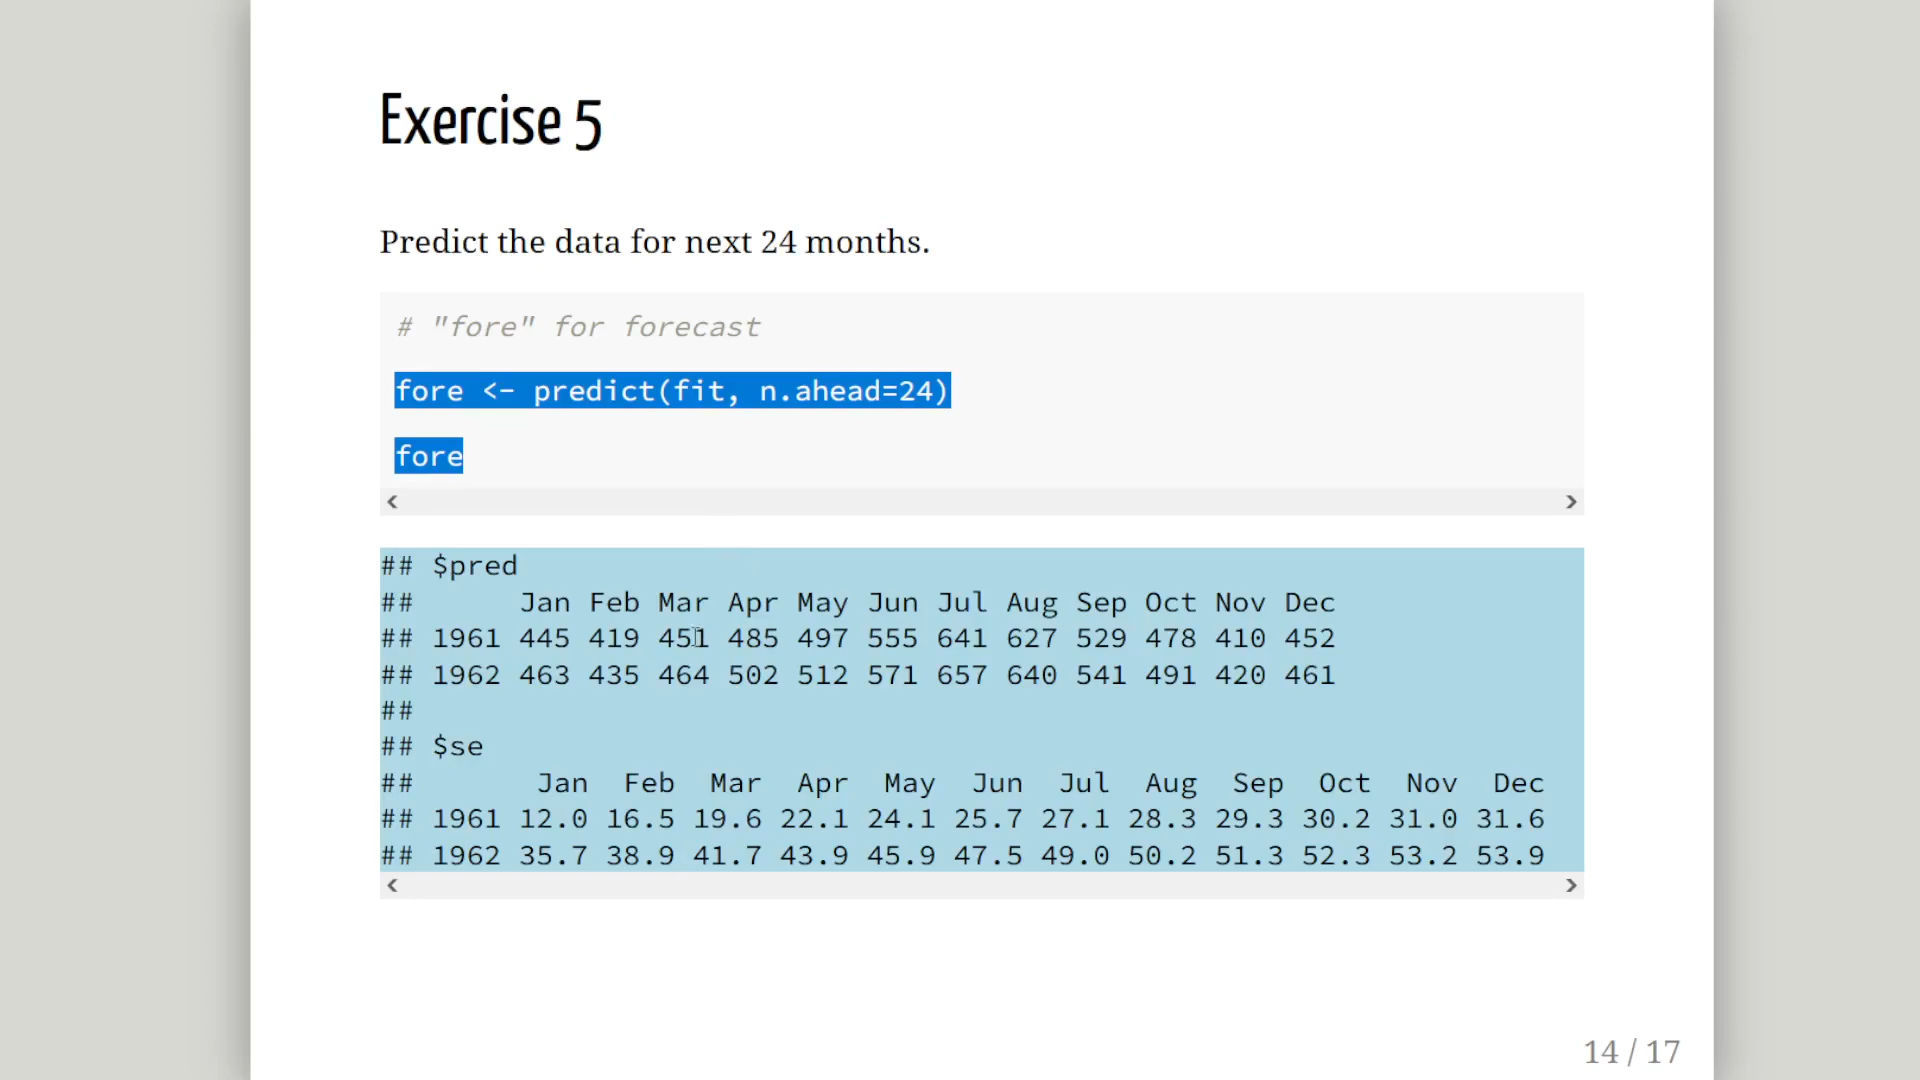 Exercise 5
Predict the data for next 24 months.
# "fore" for forecast
fore <- predict(fit, n.ahead=24)
fore
## $pred
##      Jan Feb Mar Apr May Jun Jul Aug Sep Oct Nov Dec
## 1961 445 419 451 485 497 555 641 627 529 478 410 452
## 1962 463 435 464 502 512 571 657 640 541 491 420 461
##
## $se
##       Jan  Feb  Mar  Apr  May  Jun  Jul  Aug  Sep  Oct  Nov  Dec
## 1961 12.0 16.5 19.6 22.1 24.1 25.7 27.1 28.3 29.3 30.2 31.0 31.6
## 1962 35.7 38.9 41.7 43.9 45.9 47.5 49.0 50.2 51.3 52.3 53.2 53.9
14 / 17